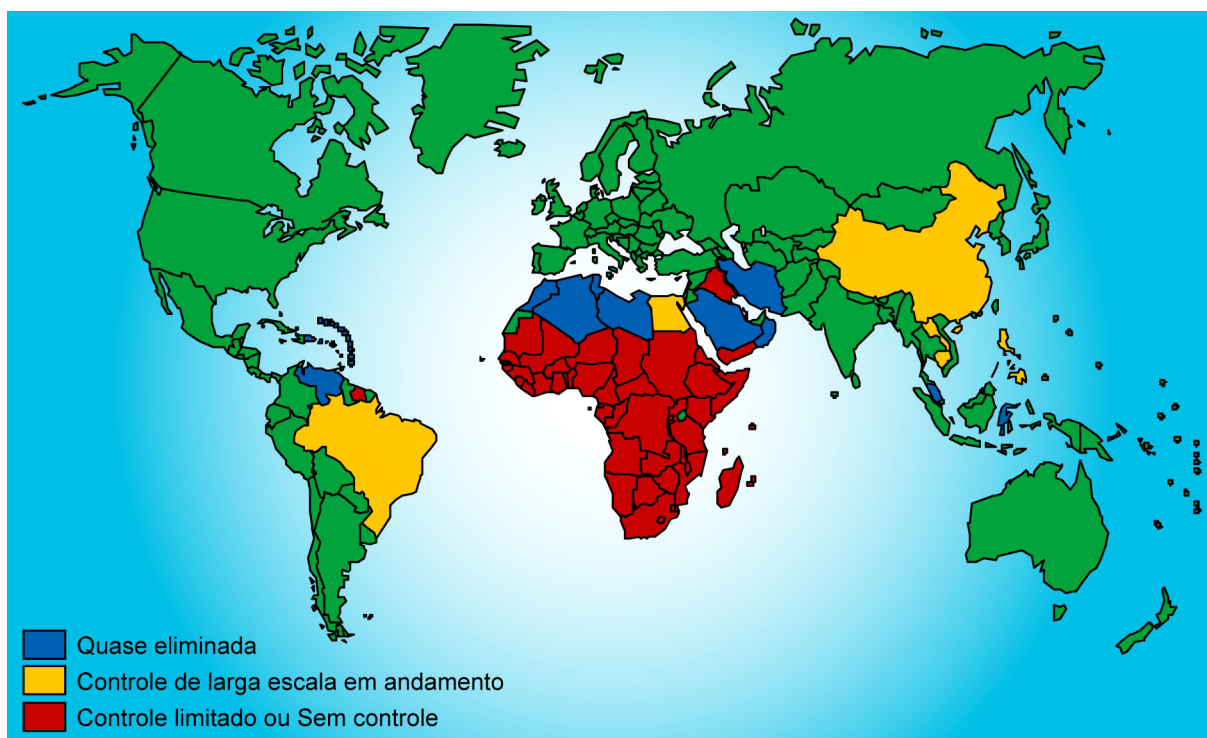 Quase eliminada
Controle de larga escala em andamento
Controle limitado ou Sem controle